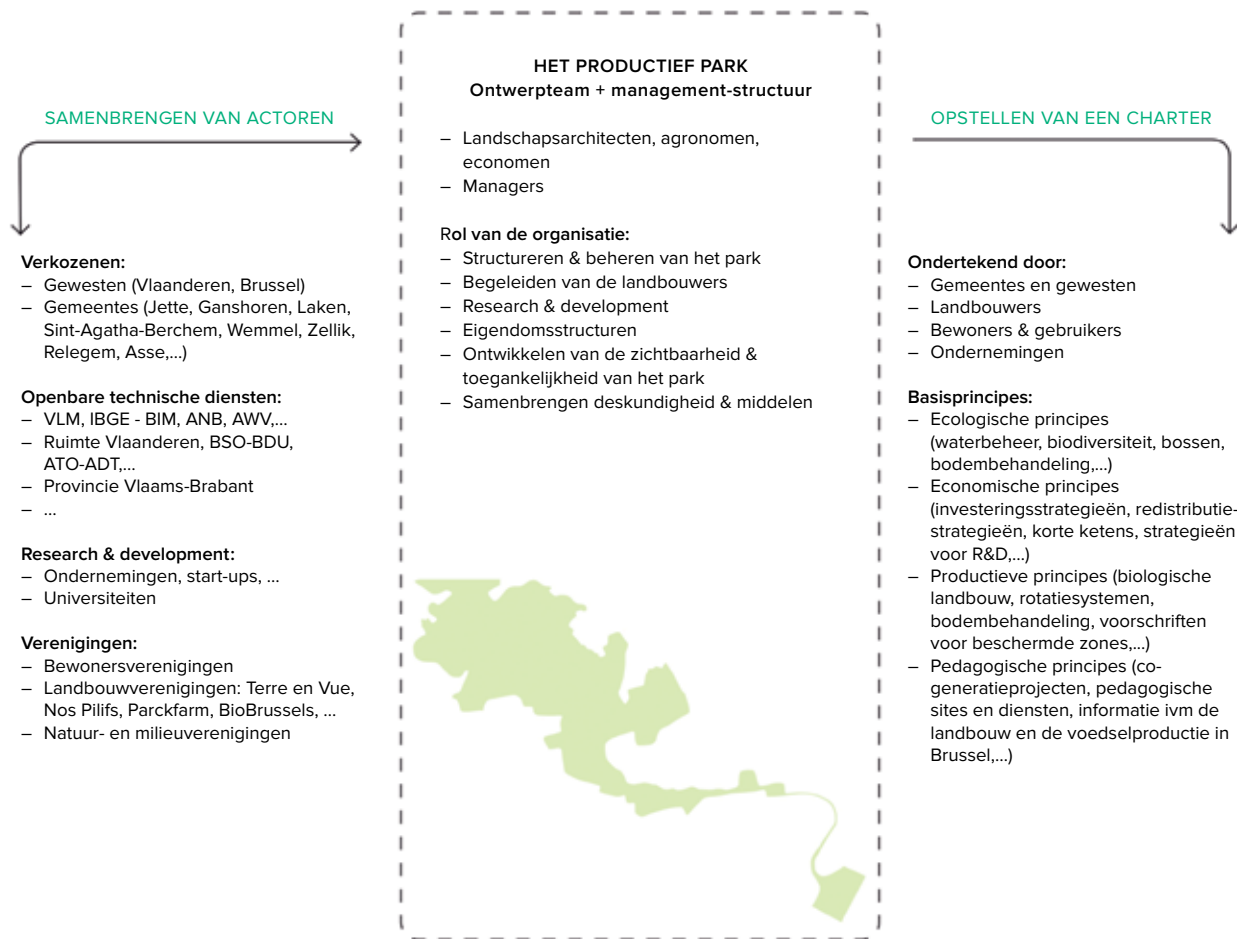 SAMENBRENGEN VAN ACTOREN
Verkozenen:
– Gewesten (Vlaanderen, Brussel)
– Gemeentes (Jette, Ganshoren, Laken,
Sint-Agatha-Berchem, Wemmel, Zellik,
Relegem, Asse,...)
Openbare technische diensten:
– VLM, IBGE - BIM, ANB, AWV,...
– Ruimte Vlaanderen, BSO-BDU,
ATO-ADT,...
– Provincie Vlaams-Brabant
– ...
Research & development:
– Ondernemingen, start-ups, ...
– Universiteiten
Verenigingen:
– Bewonersverenigingen
– Landbouwverenigingen: Terre en Vue,
Nos Pilifs, Parckfarm, BioBrussels, ...
– Natuur- en milieuverenigingen
HET PRODUCTIEF PARK
Ontwerpteam + management-structuur
– Landschapsarchitecten, agronomen,
economen
– Managers
Rol van de organisatie:
– Structureren & beheren van het park
– Begeleiden van de landbouwers
– Research & development
– Eigendomsstructuren
– Ontwikkelen van de zichtbaarheid &
toegankelijkheid van het park
– Samenbrengen deskundigheid & middelen
OPSTELLEN VAN EEN CHARTER
Ondertekend door:
– Gemeentes en gewesten
– Landbouwers
– Bewoners & gebruikers
– Ondernemingen
Basisprincipes:
– Ecologische principes
(waterbeheer, biodiversiteit, bossen,
bodembehandeling,...)
– Economische principes
(investeringsstrategieën, redistributie-
strategieën, korte ketens, strategieën
voor R&D,...)
– Productieve principes (biologische
landbouw, rotatiesystemen,
bodembehandeling, voorschriften
voor beschermde zones,...)
– Pedagogische principes (co-
generatieprojecten, pedagogische
sites en diensten, informatie ivm de
landbouw en de voedselproductie in
Brussel,...)